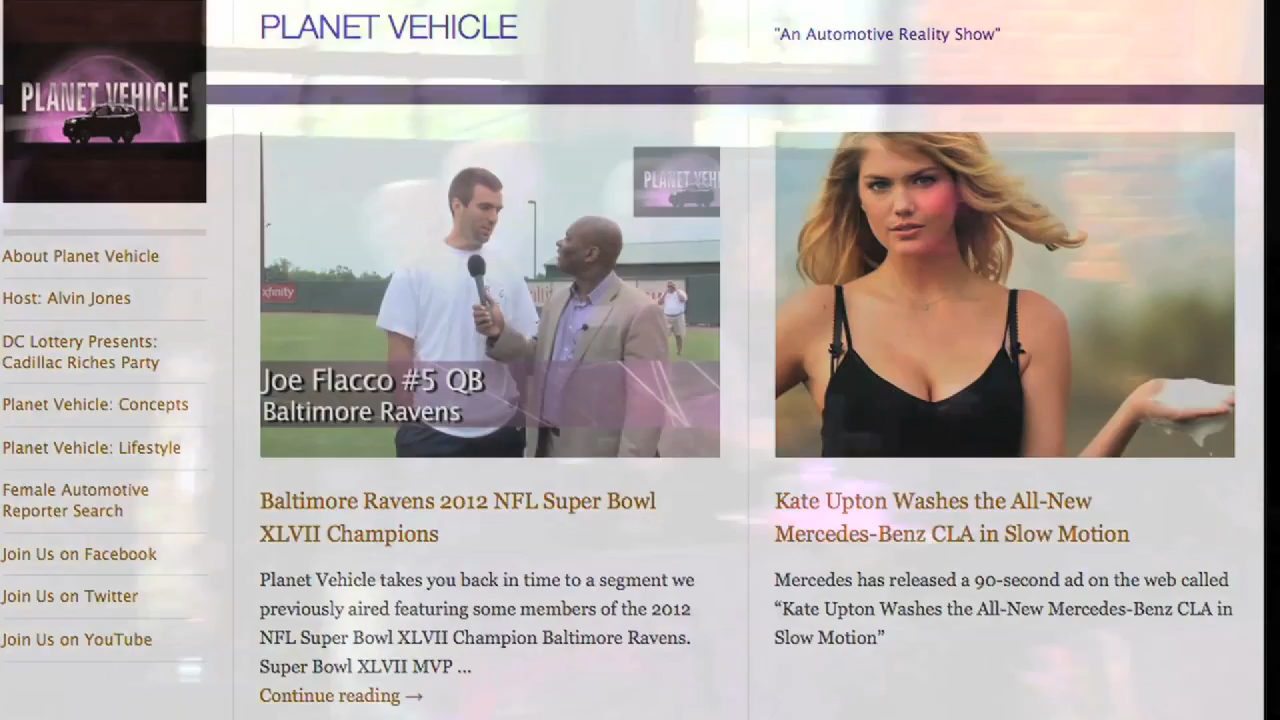 PLANET VEHICLE
"An Automotive Reality Show"
PLANET VEHICLE
About Planet Vehicle
Host: Alvin Jones
DC Lottery Presents:
Cadillac Riches Party
Planet Vehicle: Concepts
Planet Vehicle: Lifestyle
Female Automotive
Reporter Search
Join Us on Facebook
Join Us on Twitter
Join Us on YouTube
PLANET VEH
xfinity
Joe Flacco #5 QB
Baltimore Ravens
Baltimore Ravens 2012 NFL Super Bowl
XLVII Champions
Planet Vehicle takes you back in time to a segment we
previously aired featuring some members of the 2012
NFL Super Bowl XLVII Champion Baltimore Ravens.
Super Bowl XLVII MVP ...
Continue reading →
Kate Upton Washes the All-New
Mercedes-Benz CLA in Slow Motion
Mercedes has released a 90-second ad on the web called
“Kate Upton Washes the All-New Mercedes-Benz CLA in
Slow Motion”